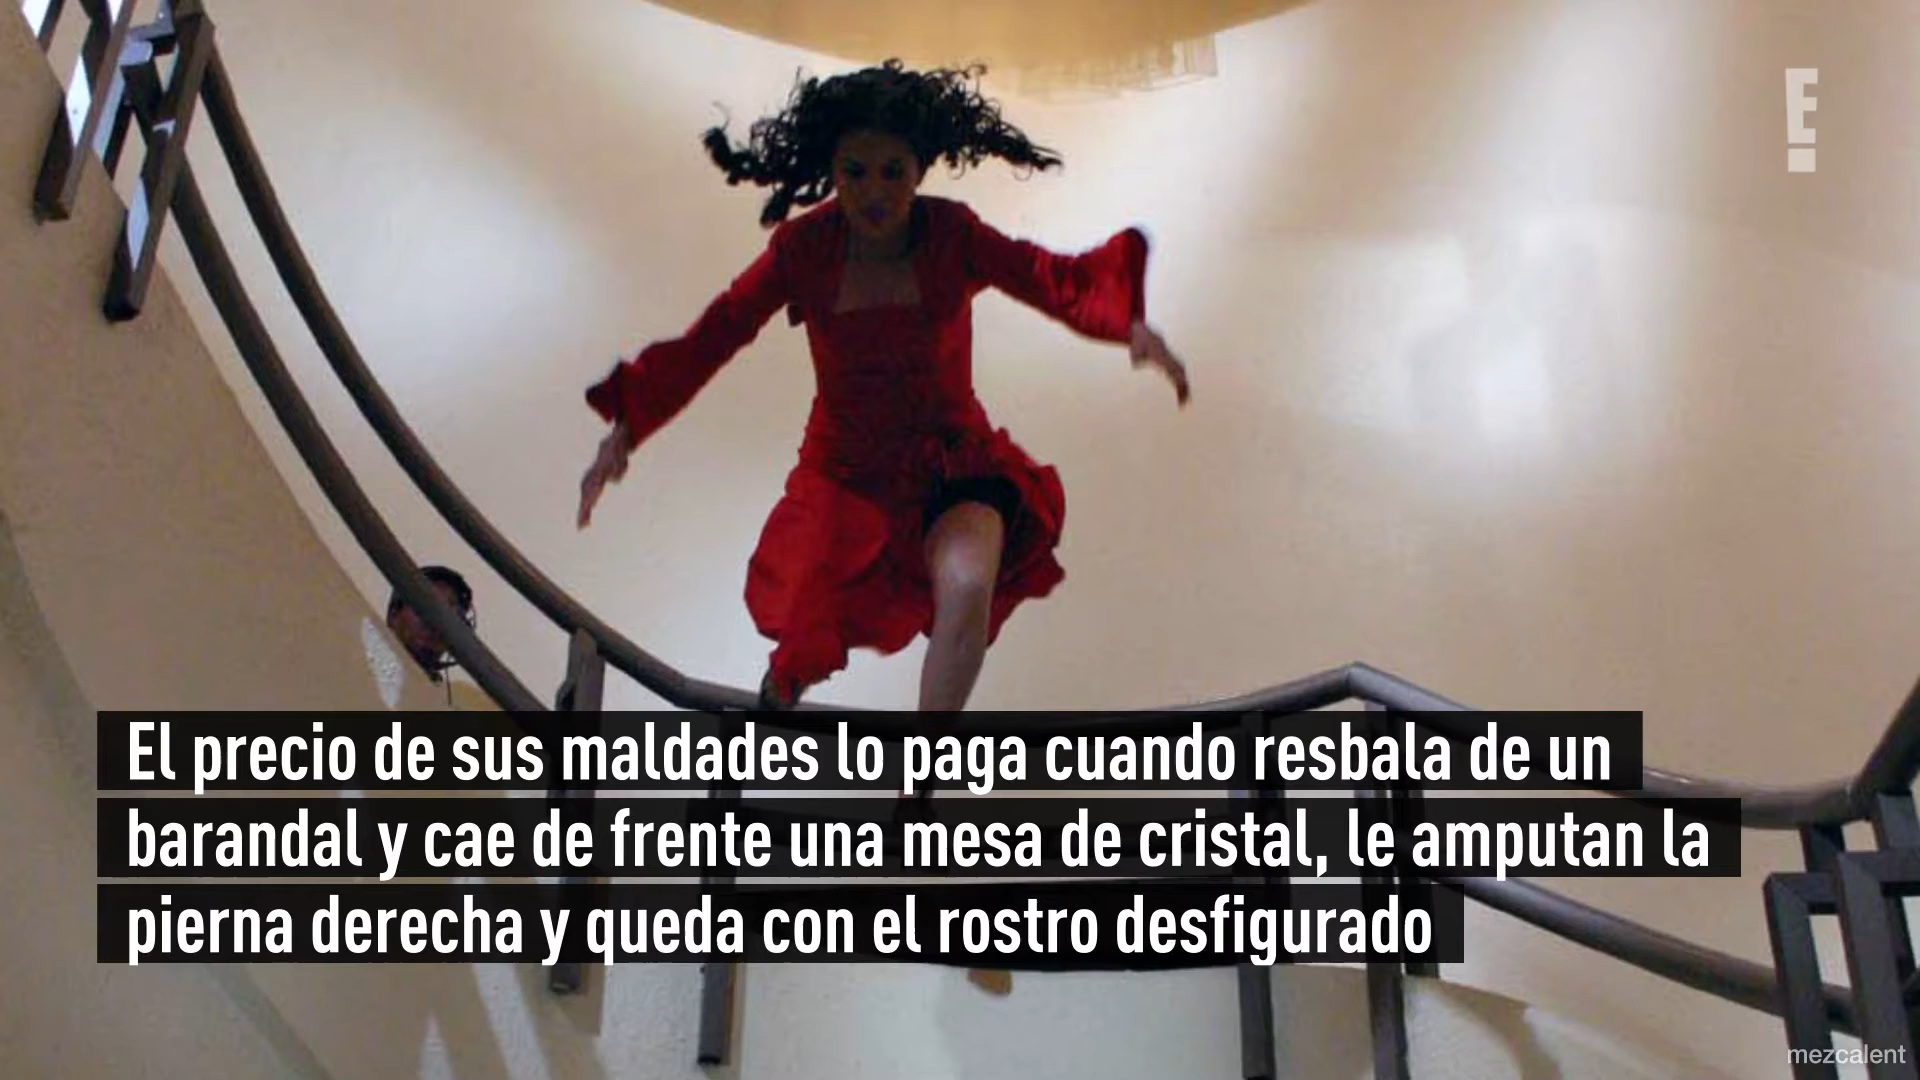 E!
El precio de sus maldades lo paga cuando resbala de un
barandal y cae de frente una mesa de cristal, le amputan la
pierna derecha y queda con el rostro desfigurado
mezcalent